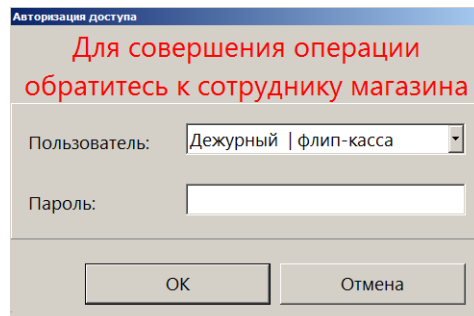 Авторизация доступа
Для совершения операции
обратитесь к сотруднику магазина
Пользователь: Дежурный | флип-касса
Пароль:
OK Отмена